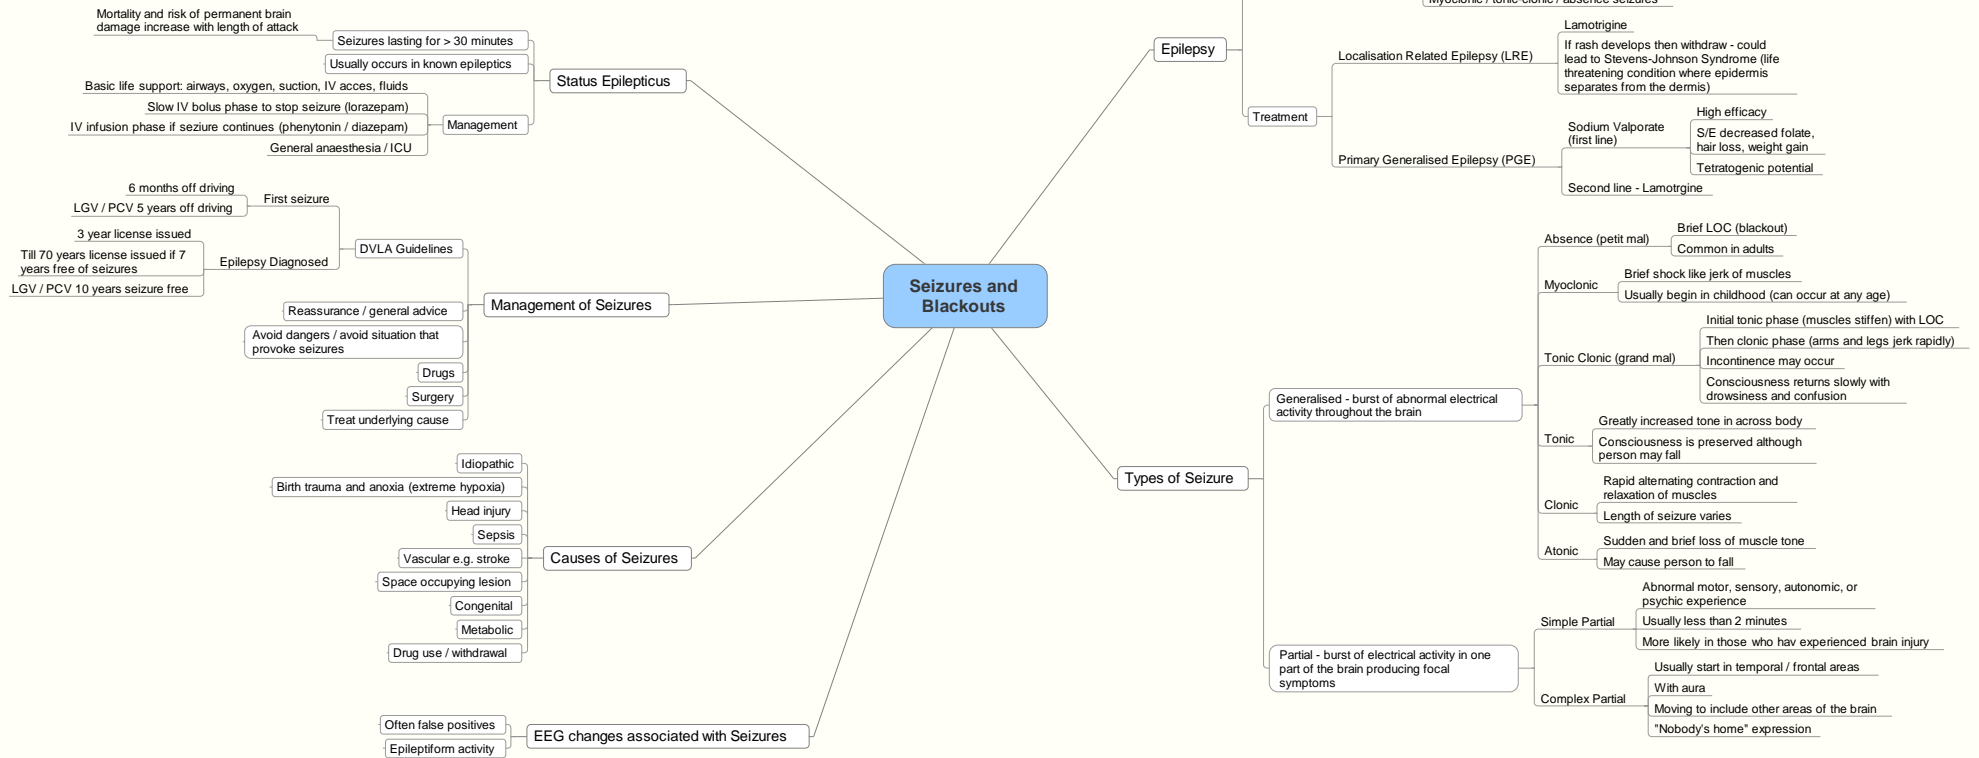 Seizures and
Blackouts
Status Epilepticus
Seizures lasting for > 30 minutes
Mortality and risk of permanent brain
damage increase with length of attack
Usually occurs in known epileptics
Management
Basic life support: airways, oxygen, suction, IV acces, fluids
Slow IV bolus phase to stop seizure (lorazepam)
IV infusion phase if seziure continues (phenytonin / diazepam)
General anaesthesia / ICU
Management of Seizures
DVLA Guidelines
First seizure
6 months off driving
LGV / PCV 5 years off driving
Epilepsy Diagnosed
3 year license issued
Till 70 years license issued if 7
years free of seizures
LGV / PCV 10 years seizure free
Reassurance / general advice
Avoid dangers / avoid situation that
provoke seizures
Drugs
Surgery
Treat underlying cause
Causes of Seizures
Idiopathic
Birth trauma and anoxia (extreme hypoxia)
Head injury
Sepsis
Vascular e.g. stroke
Space occupying lesion
Congenital
Metabolic
Drug use / withdrawal
EEG changes associated with Seizures
Often false positives
Epileptiform activity
Epilepsy
Myoclonic / tonic-clonic / absence seizures
Treatment
Localisation Related Epilepsy (LRE)
Lamotrigine
If rash develops then withdraw - could
lead to Stevens-Johnson Syndrome (life
threatening condition where epidermis
separates from the dermis)
Primary Generalised Epilepsy (PGE)
Sodium Valporate
(first line)
High efficacy
S/E decreased folate,
hair loss, weight gain
Tetratogenic potential
Second line - Lamotrgine
Types of Seizure
Generalised - burst of abnormal electrical
activity throughout the brain
Absence (petit mal)
Brief LOC (blackout)
Common in adults
Myoclonic
Brief shock like jerk of muscles
Usually begin in childhood (can occur at any age)
Tonic Clonic (grand mal)
Initial tonic phase (muscles stiffen) with LOC
Then clonic phase (arms and legs jerk rapidly)
Incontinence may occur
Consciousness returns slowly with
drowsiness and confusion
Tonic
Greatly increased tone in across body
Consciousness is preserved although
person may fall
Clonic
Rapid alternating contraction and
relaxation of muscles
Length of seizure varies
Atonic
Sudden and brief loss of muscle tone
May cause person to fall
Partial - burst of electrical activity in one
part of the brain producing focal
symptoms
Simple Partial
Abnormal motor, sensory, autonomic, or
psychic experience
Usually less than 2 minutes
More likely in those who hav experienced brain injury
Complex Partial
Usually start in temporal / frontal areas
With aura
Moving to include other areas of the brain
"Nobody's home" expression